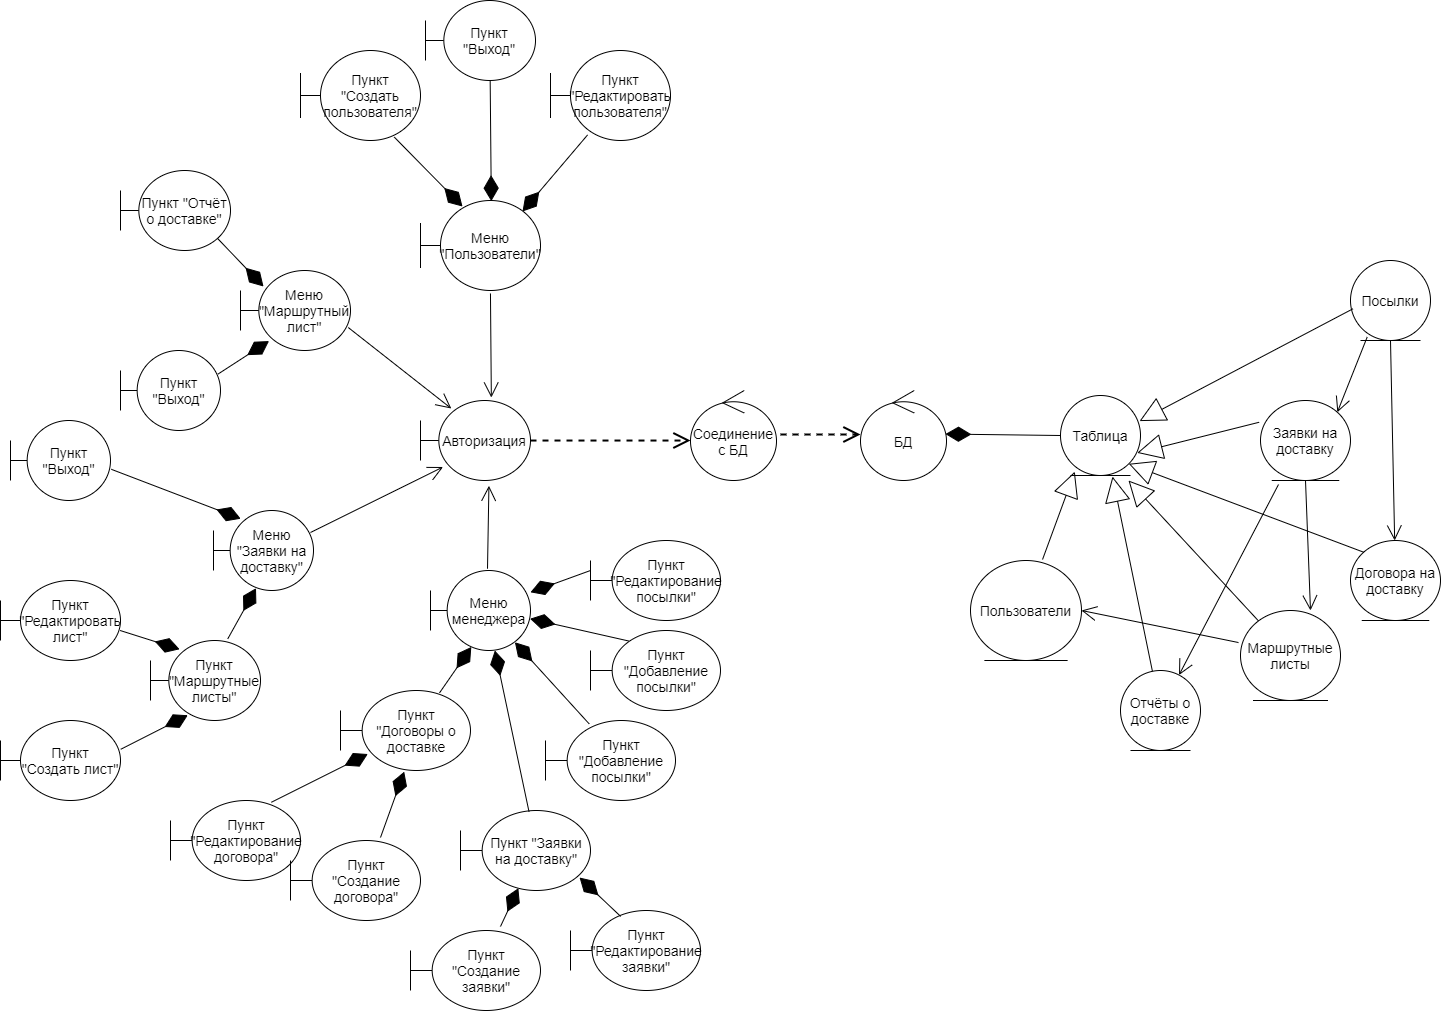 Пункт
"Выход"
Пункт
"Создать
пользователя"
Пункт
"Редактировать
пользователя"
Пункт "Отчёт
о доставке"
Меню
"Пользователи"
Меню
"Маршрутный
лист"
Посылки
Пункт
"Выход"
Авторизация
Соединение
с БД
БД
Таблица
Заявки на
доставку
Пункт
"Выход"
Меню
"Заявки на
доставку"
Договора на
доставку
Пункт
"Редактировать
лист"
Меню
менеджера
Пункт
"Редактирование
посылки"
Пользователи
Маршрутные
листы
Пункт
"Маршрутные
листы"
Пункт
"Добавление
посылки"
Отчёты о
доставке
Пункт
"Договоры о
доставке
Пункт
"Создать лист"
Пункт
"Добавление
посылки"
Пункт
"Редактирование
договора"
Пункт
"Создание
договора"
Пункт "Заявки
на доставку"
Пункт
"Создание
заявки"
Пункт
"Редактирование
заявки"